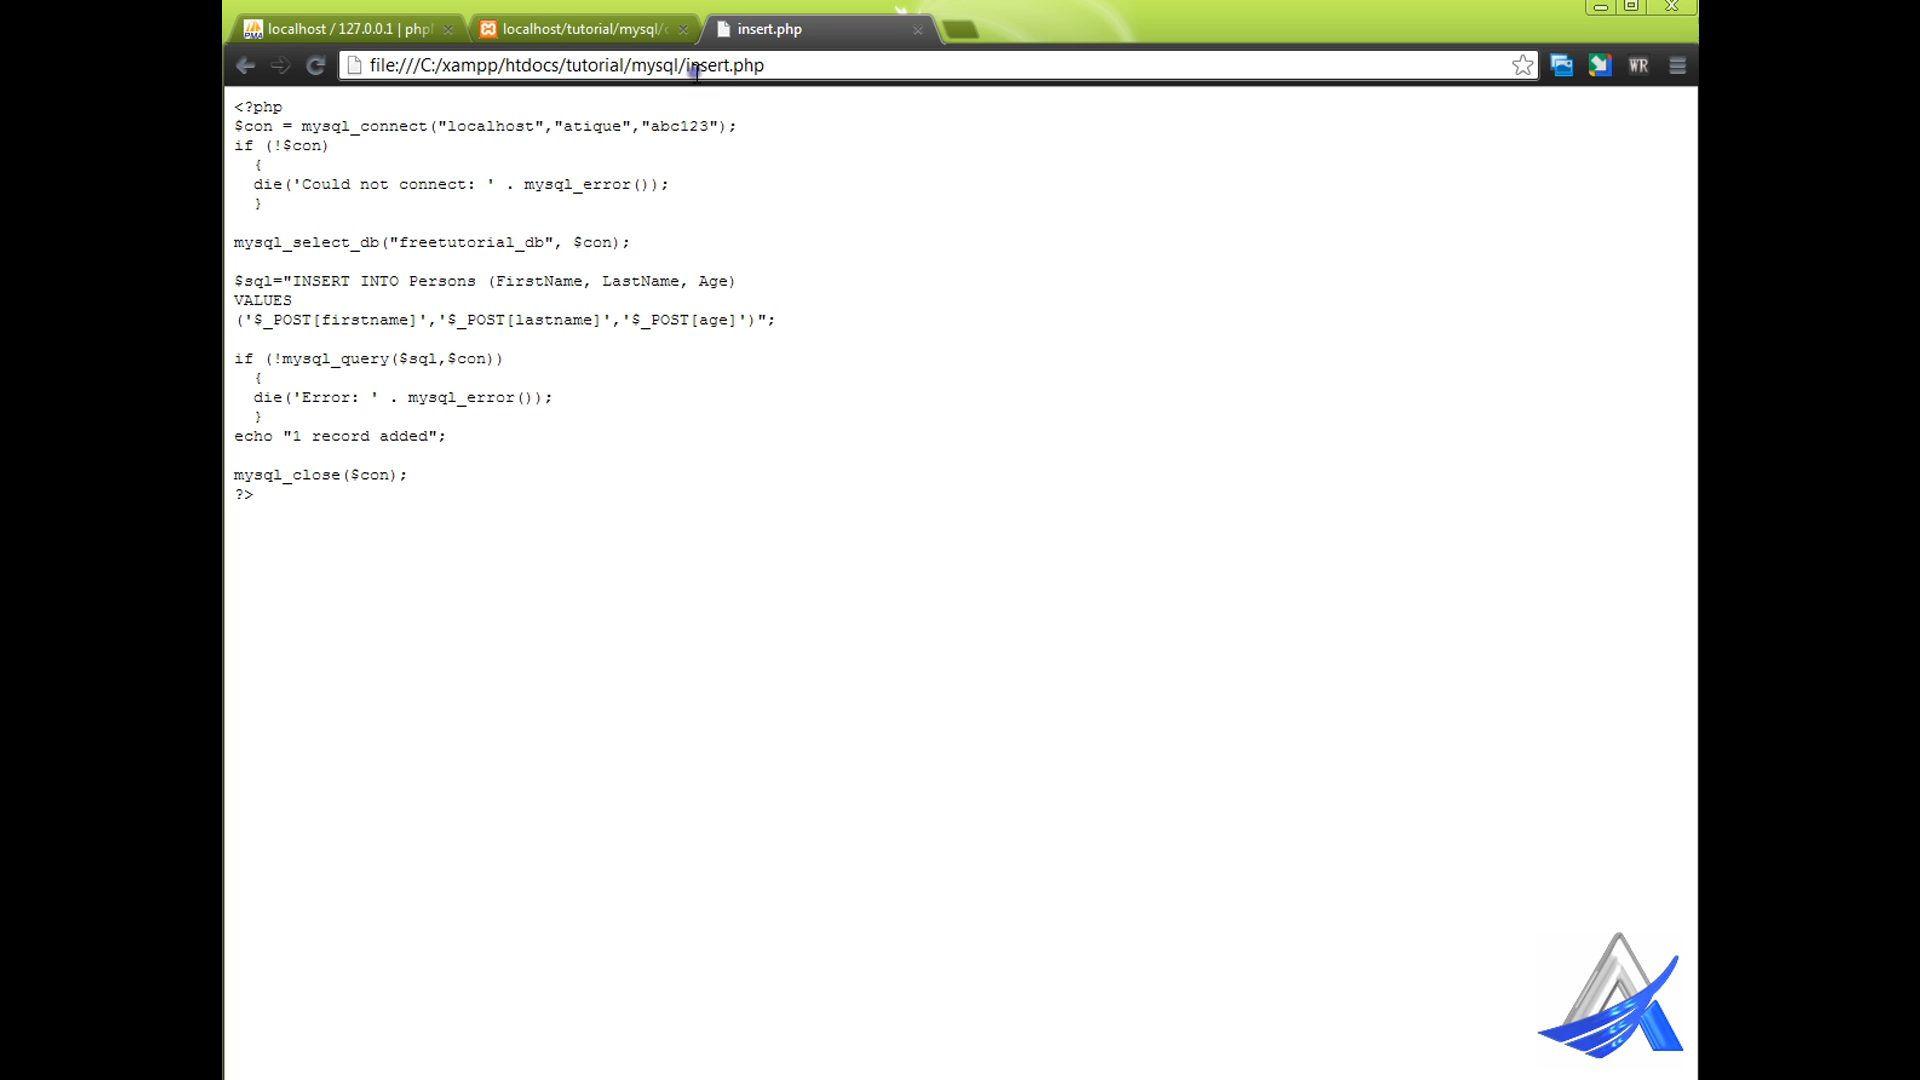 localhost / 127.0.0.1 | php
localhost/tutorial/mysql/
insert.php
file:///C:/xampp/htdocs/tutorial/mysql/insert.php
WR
<?php
$con = mysql_connect("localhost","atique","abc123");
if (!$con)
{
die('Could not connect: ' . mysql_error());
}
mysql_select_db("freetutorial_db", $con);
$sql="INSERT INTO Persons (FirstName, LastName, Age)
VALUES
('$_POST[firstname]','$_POST[lastname]','$_POST[age]')";
if (!mysql_query($sql,$con))
{
die('Error: ' . mysql_error());
}
echo "1 record added";
mysql_close($con);
?>